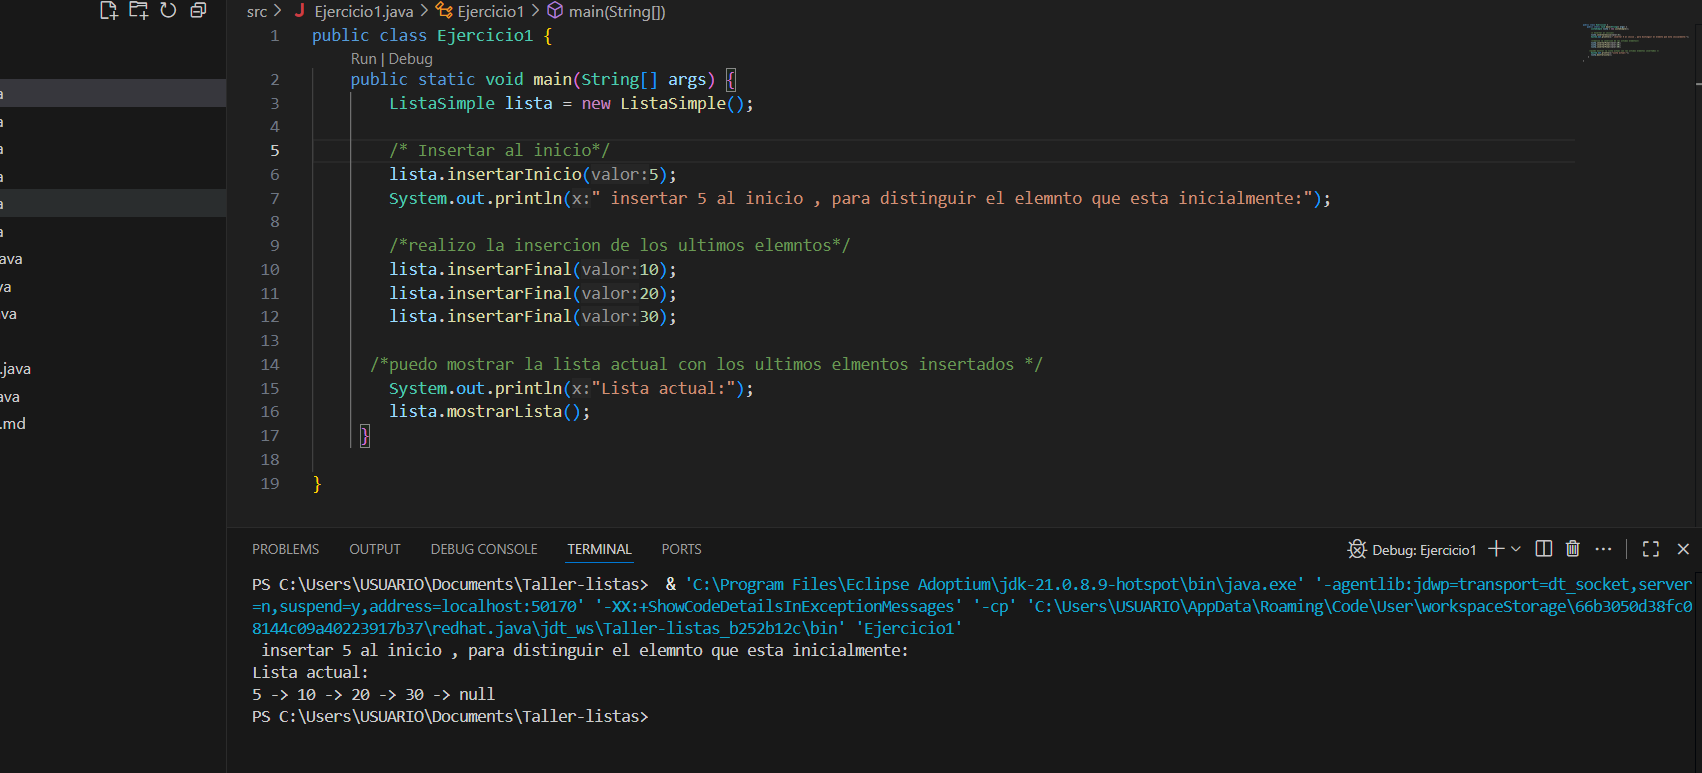 src > Ejercicio1.java > Ejercicio1 > main(String[])
1 public class Ejercicio1 {
Run | Debug
2 public static void main(String[] args) {
3 ListaSimple lista = new ListaSimple();
4
5 /* Insertar al inicio*/
6 lista.insertarInicio(valor:5);
7 System.out.println(x:" insertar 5 al inicio , para distinguir el elemnto que esta inicialmente:");
8
9 /*realizo la insercion de los ultimos elemntos*/
10 lista.insertarFinal(valor:10);
11 lista.insertarFinal(valor:20);
12 lista.insertarFinal(valor:30);
13
14 /*puedo mostrar la lista actual con los ultimos elmentos insertados */
15 System.out.println(x:"Lista actual:");
16 lista.mostrarLista();
17 }
18
19 }
a
a
a
a
a
a
ava
va
va
.java
ava
.md
PROBLEMS OUTPUT DEBUG CONSOLE TERMINAL PORTS Debug: Ejercicio1
PS C:\Users\USUARIO\Documents\Taller-listas> & 'C:\Program Files\Eclipse Adoptium\jdk-21.0.8.9-hotspot\bin\java.exe' '-agentlib:jdwp=transport=dt_socket,server
=n,suspend=y,address=localhost:50170' '-XX:+ShowCodeDetailsInExceptionMessages' '-cp' 'C:\Users\USUARIO\AppData\Roaming\Code\User\workspaceStorage\66b3050d38fc0
8144c09a40223917b37\redhat.java\jdt_ws\Taller-listas_b252b12c\bin' 'Ejercicio1'
insertar 5 al inicio , para distinguir el elemnto que esta inicialmente:
Lista actual:
5 -> 10 -> 20 -> 30 -> null
PS C:\Users\USUARIO\Documents\Taller-listas>